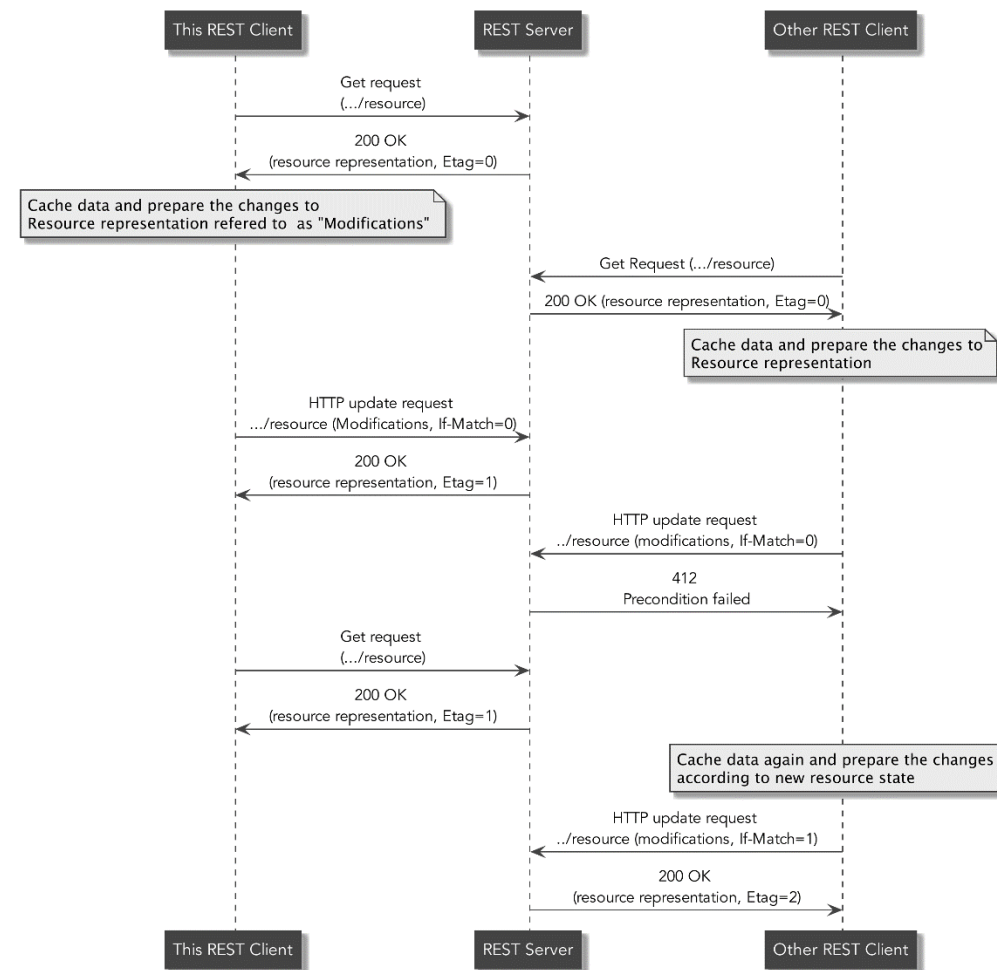 This REST Client
REST Server
Other REST Client
Get request
(.../resource)
200 OK
(resource representation, Etag=0)
Cache data and prepare the changes to
Resource representation refered to  as "Modifications"
Get Request (.../resource)
200 OK (resource representation, Etag=0)
Cache data and prepare the changes to
Resource representation
HTTP update request
.../resource (Modifications, If-Match=0)
200 OK
(resource representation, Etag=1)
HTTP update request
../resource (modifications, If-Match=0)
412
Precondition failed
Get request
(.../resource)
200 OK
(resource representation, Etag=1)
Cache data again and prepare the changes
according to new resource state
HTTP update request
../resource (modifications, If-Match=1)
200 OK
(resource representation, Etag=2)
This REST Client
REST Server
Other REST Client